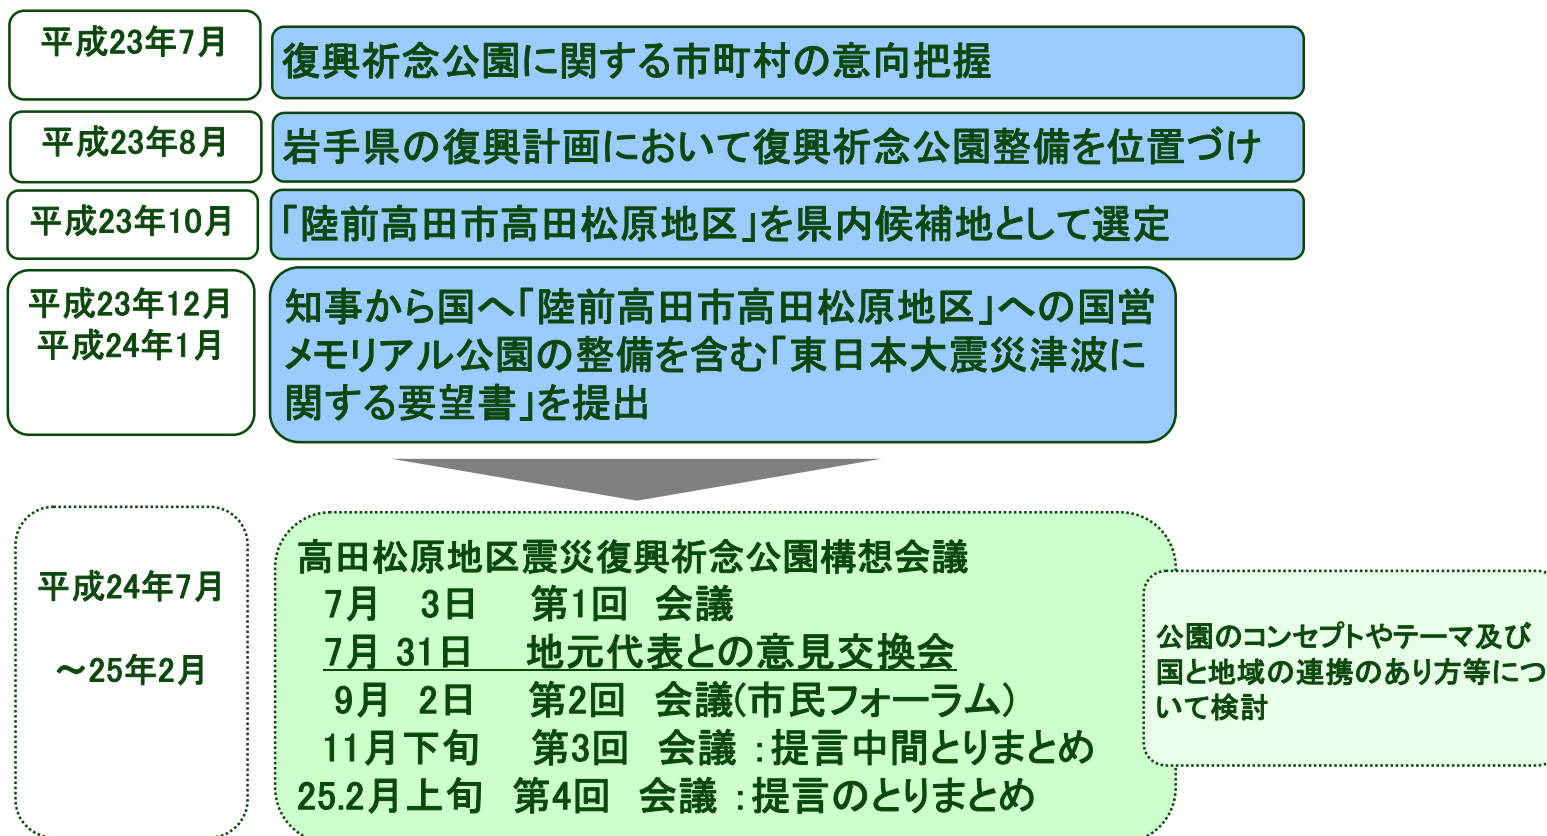 平成23年7月
復興祈念公園に関する市町村の意向把握
平成23年8月
岩手県の復興計画において復興祈念公園整備を位置づけ
平成23年10月
「陸前高田市高田松原地区」を県内候補地として選定
平成23年12月
平成24年1月
知事から国へ「陸前高田市高田松原地区」への国営
メモリアル公園の整備を含む「東日本大震災津波に
関する要望書」を提出
平成24年7月
～25年2月
高田松原地区震災復興祈念公園構想会議
7月　3日　第1回　会議
7月 31日　地元代表との意見交換会
9月　2日　第2回　会議(市民フォーラム)
11月下旬　第3回　会議 ：提言中間とりまとめ
25.2月上旬　第4回　会議 ：提言のとりまとめ
公園のコンセプトやテーマ及び
国と地域の連携のあり方等につ
いて検討